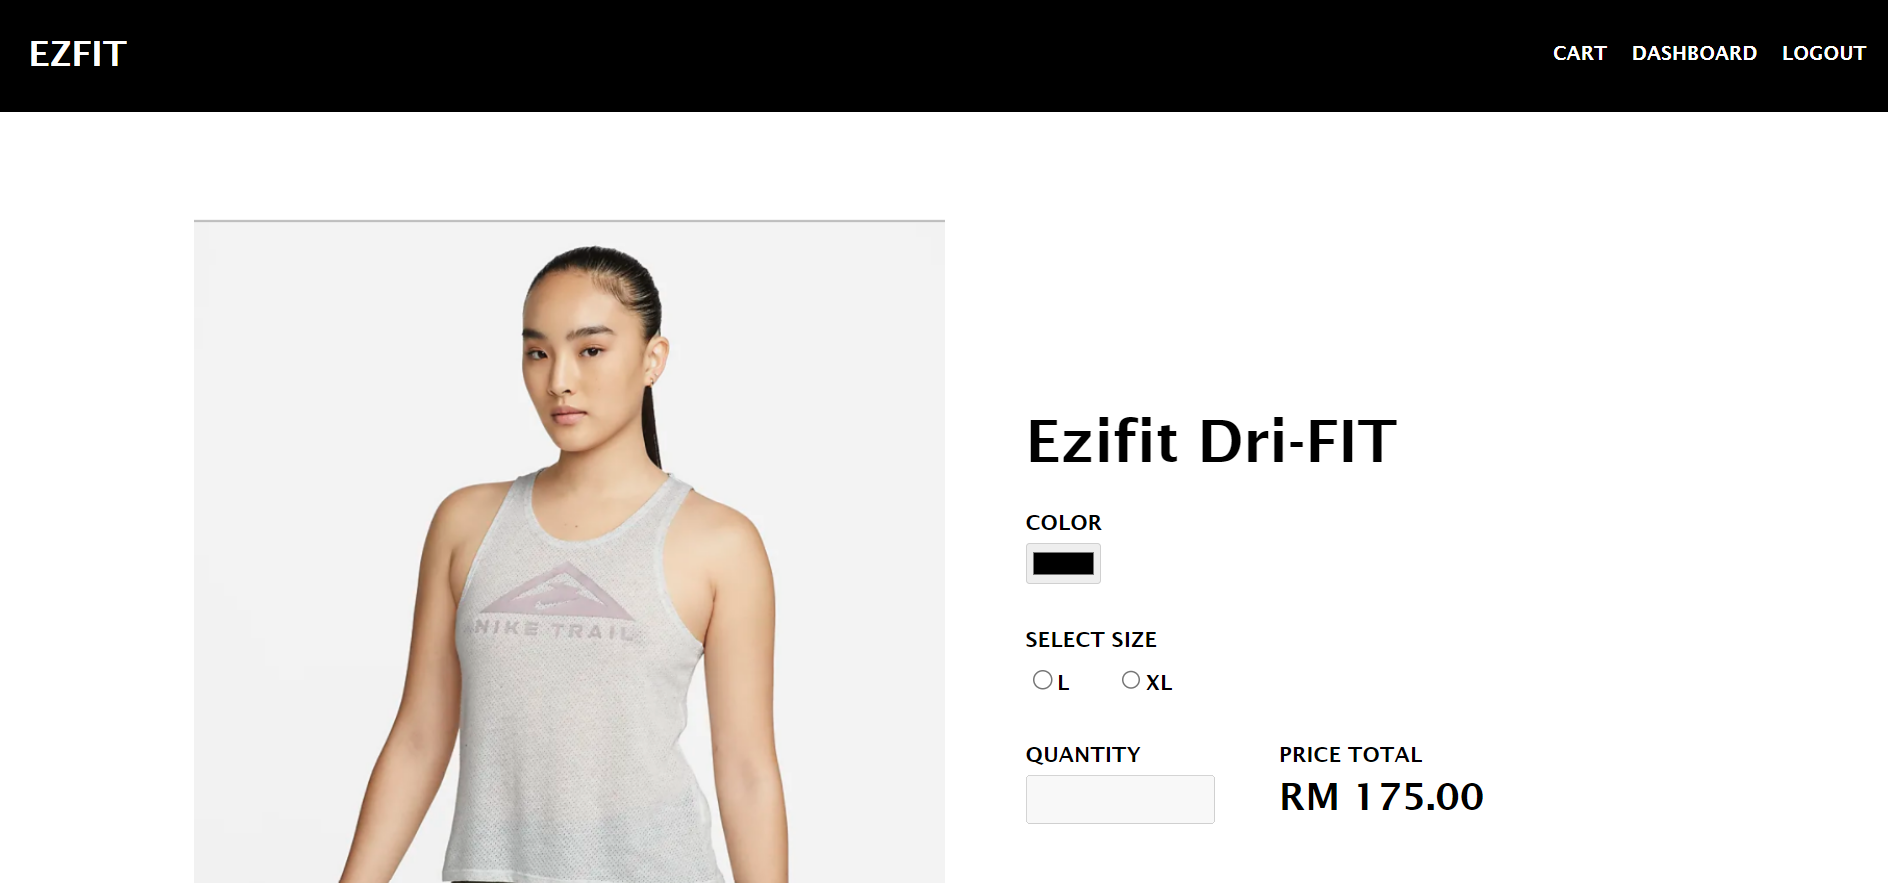 EZFIT
CART DASHBOARD LOGOUT
NIKE TRAIL
Ezifit Dri-FIT
COLOR
SELECT SIZE
L XL
QUANTITY PRICE TOTAL
RM 175.00